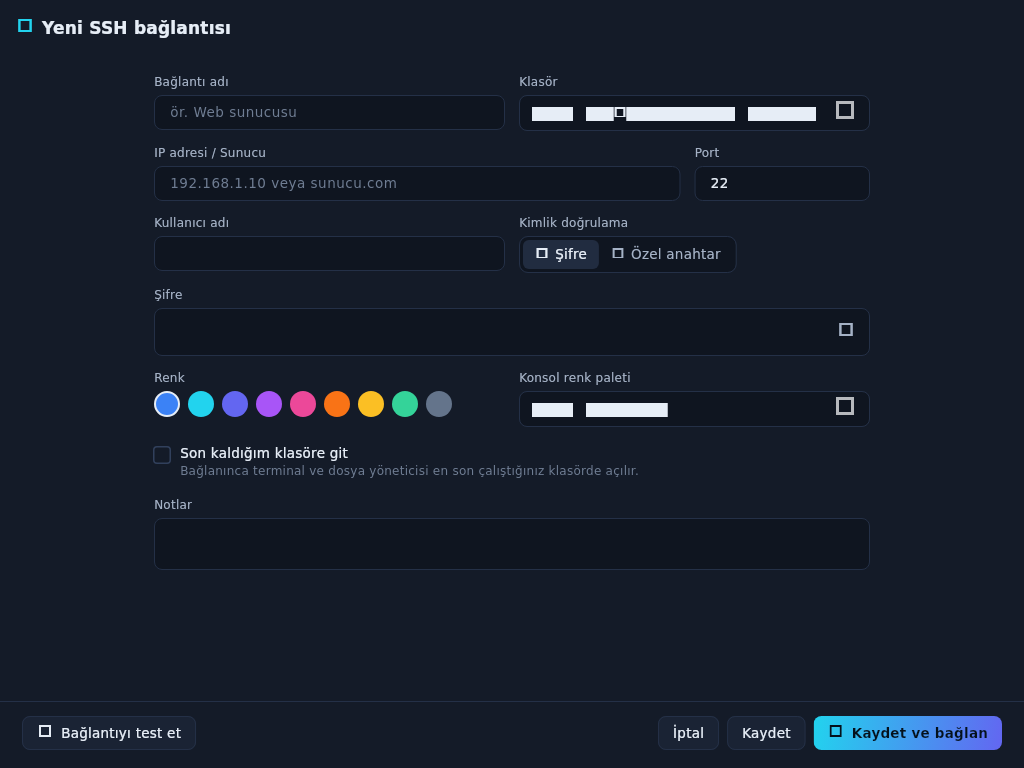 Yeni SSH bağlantısı
Bağlantı adı
Klasör
ör. Web sunucusu
IP adresi / Sunucu
Port
192.168.1.10 veya sunucu.com
22
Kullanıcı adı
Kimlik doğrulama
Şifre
Özel anahtar
Şifre
Renk
Konsol renk paleti
Son kaldığım klasöre git
Bağlanınca terminal ve dosya yöneticisi en son çalıştığınız klasörde açılır.
Notlar
Bağlantıyı test et
İptal
Kaydet
Kaydet ve bağlan